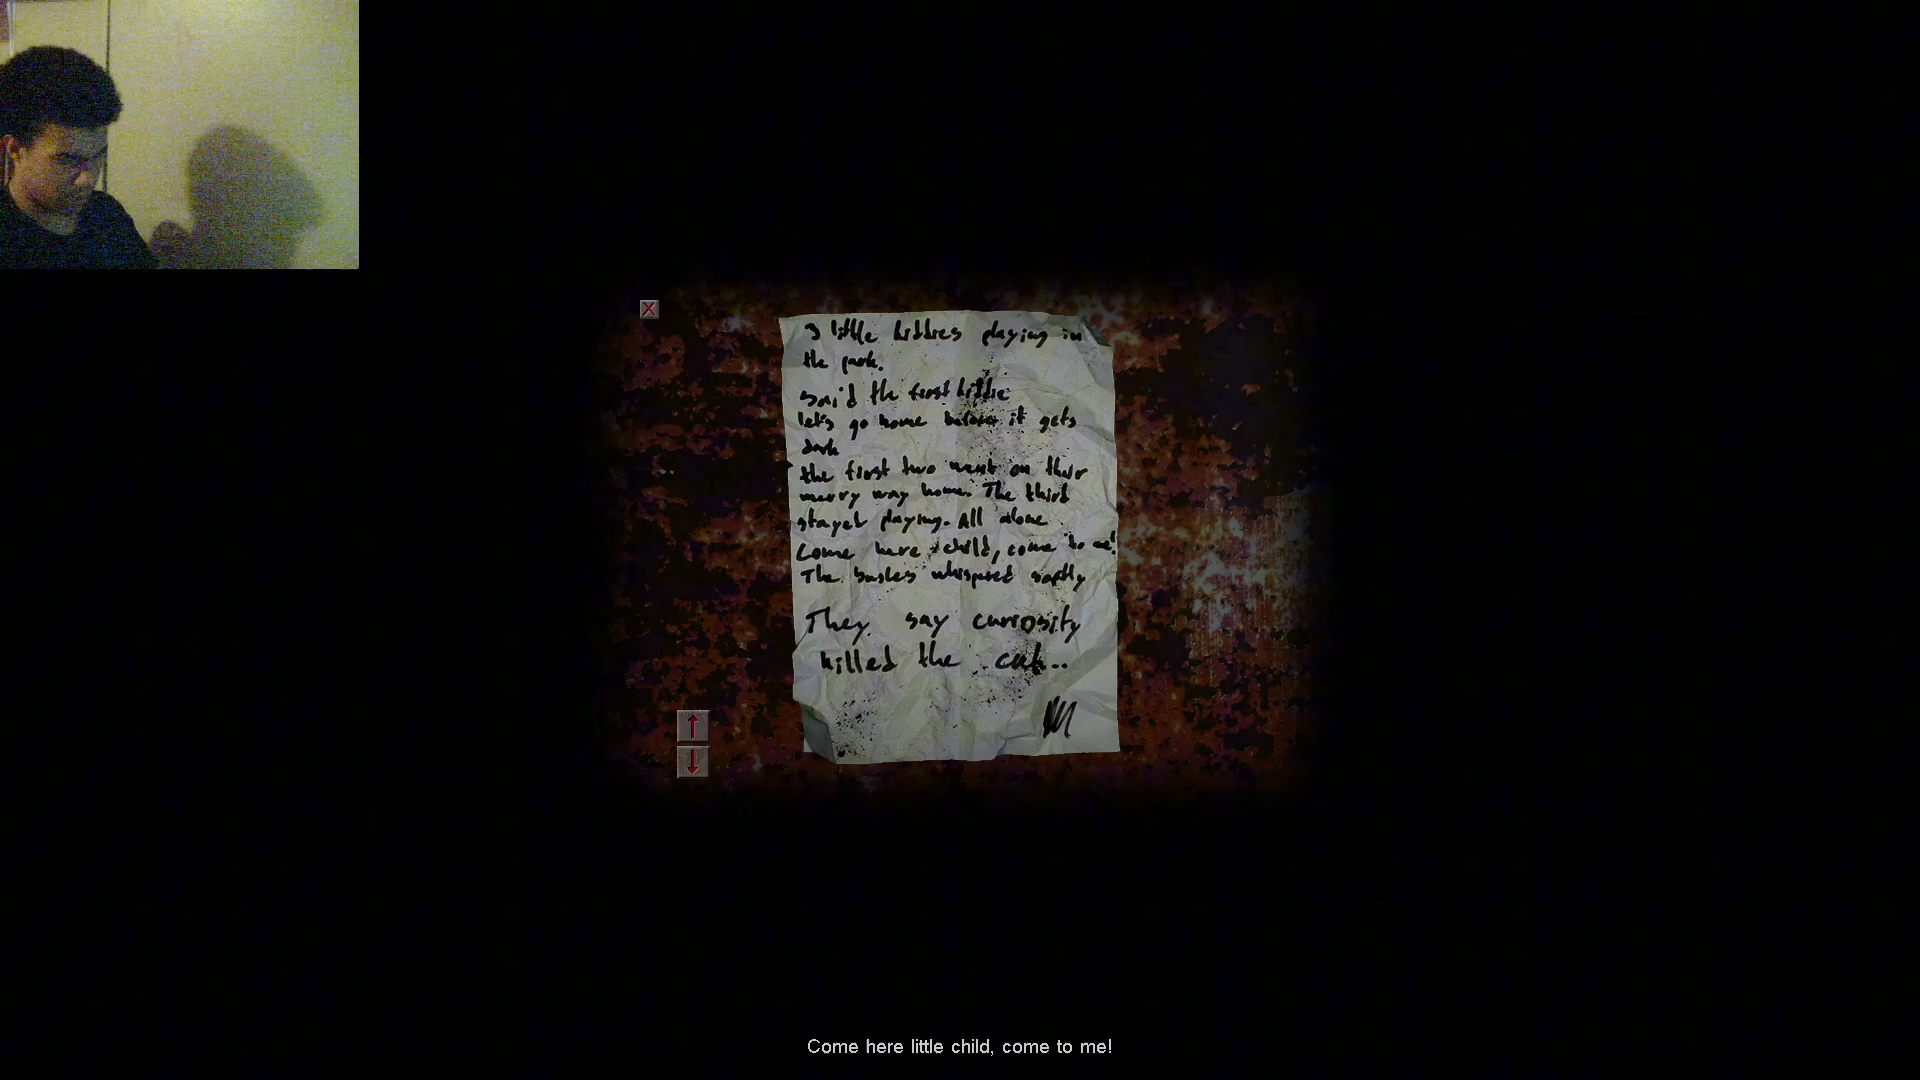 3 little kiddies playing in
the park.
said the first kiddie
let's go home before it gets
dark
the first two went on their
merry way home. The third
stayed playing. All alone
Come here child, come to me!
The bushes whispered softly
They say curiosity
killed the cat..
Come here little child, come to me!